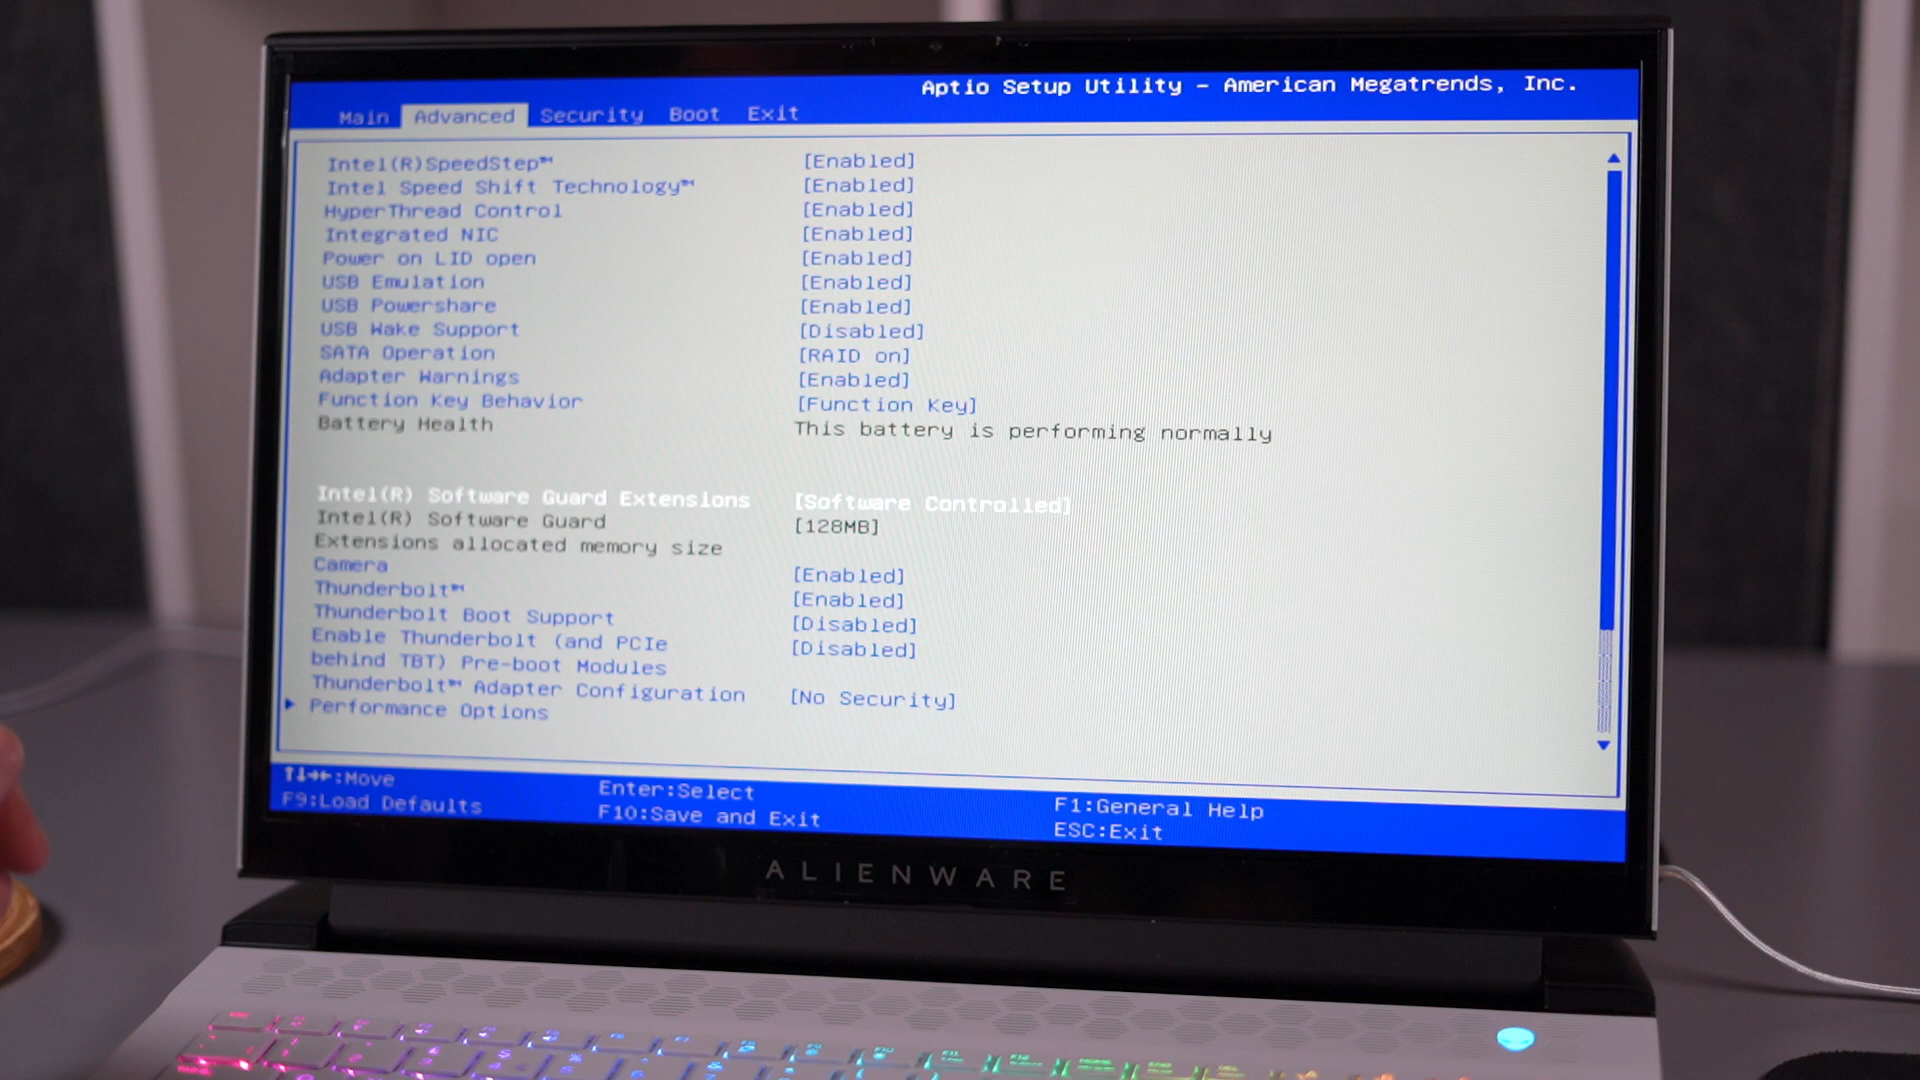 Aptio Setup Utility – American Megatrends, Inc.
Main Advanced Security Boot Exit
Intel(R)SpeedStep™ [Enabled]
Intel Speed Shift Technology™ [Enabled]
HyperThread Control [Enabled]
Integrated NIC [Enabled]
Power on LID open [Enabled]
USB Emulation [Enabled]
USB Powershare [Enabled]
USB Wake Support [Disabled]
SATA Operation [RAID on]
Adapter Warnings [Enabled]
Function Key Behavior [Function Key]
Battery Health This battery is performing normally
Intel(R) Software Guard Extensions [Software Controlled]
Intel(R) Software Guard [128MB]
Extensions allocated memory size
Camera [Enabled]
Thunderbolt™ [Enabled]
Thunderbolt Boot Support [Disabled]
Enable Thunderbolt (and PCIe [Disabled]
behind TBT) Pre-boot Modules
Thunderbolt™ Adapter Configuration [No Security]
Performance Options
↑↓→←:Move Enter:Select F1:General Help
F9:Load Defaults F10:Save and Exit ESC:Exit
ALIENWARE